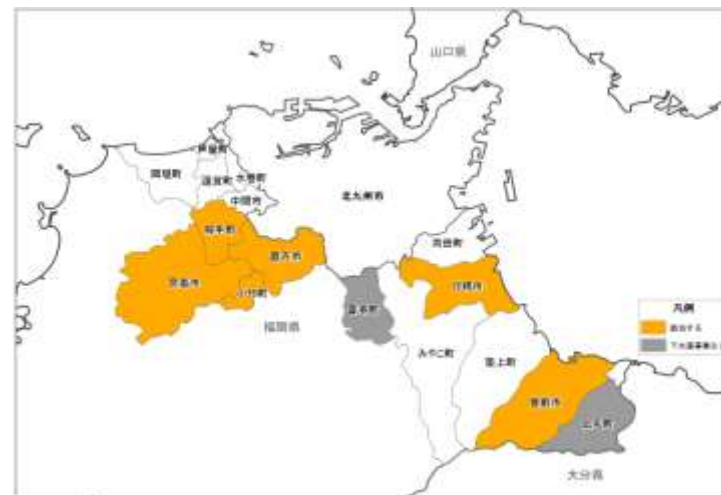 山口県
芦屋町
岡垣町
遠賀町
水巻町
中間市
北九州市
鞍手町
直方市
苅田町
宮若市
小竹町
行橋市
凡例
福岡県
香春町
みやこ町
築上町
豊前市
上毛町
大分県